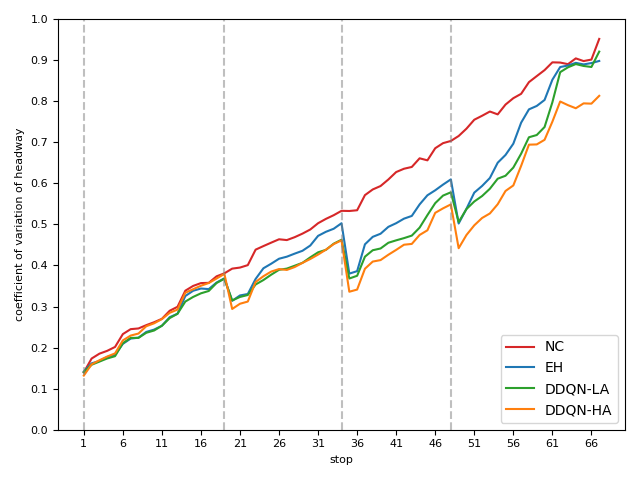 coefficient of variation of headway
1.0
0.9
0.8
0.7
0.6
0.5
0.4
0.3
0.2
0.1
0.0
1 6 11 16 21 26 31 36 41 46 51 56 61 66
stop
NC
EH
DDQN-LA
DDQN-HA